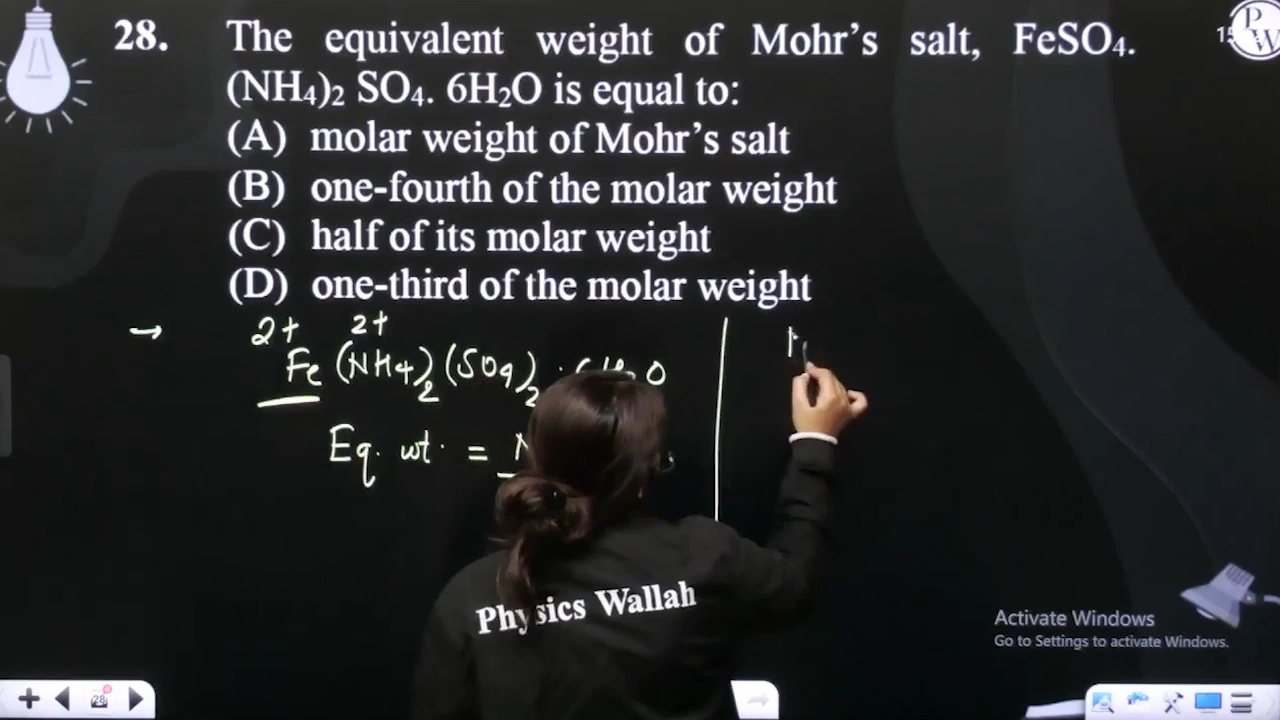 28. The equivalent weight of Mohr's salt, FeSO4.
(NH4)2 SO4. 6H2O is equal to:
(A) molar weight of Mohr's salt
(B) one-fourth of the molar weight
(C) half of its molar weight
(D) one-third of the molar weight
→ 2+ 2+
Fe (NH4)2 (SO4)2 .
Eq. wt. =
Physics Wallah
Activate Windows
Go to Settings to activate Windows.
28
PW